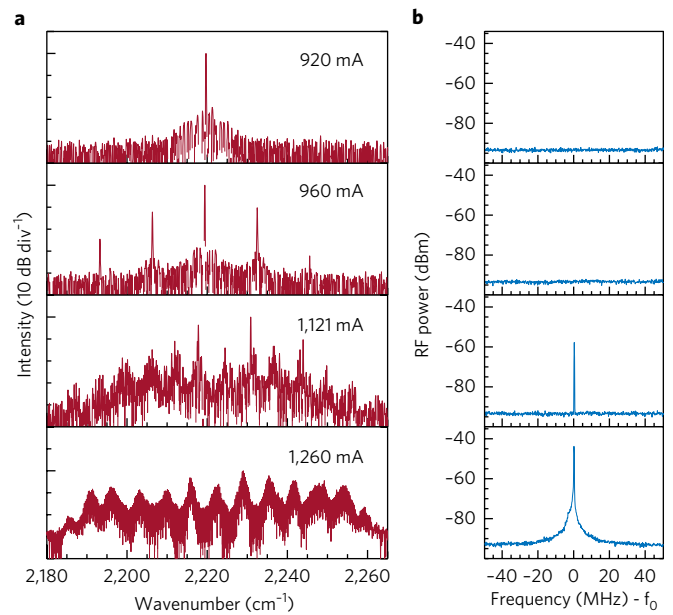 a
b
920 mA
960 mA
1,121 mA
1,260 mA
Intensity (10 dB div⁻¹)
2,180 2,200 2,220 2,240 2,260
Wavenumber (cm⁻¹)
−40
−60
−80
−40
−60
−80
−40
−60
−80
−40
−60
−80
RF power (dBm)
−40 −20 0 20 40
Frequency (MHz) - f₀